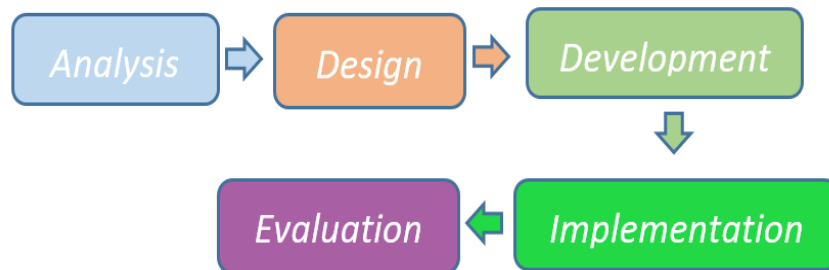 Analysis
Design
Development
Implementation
Evaluation